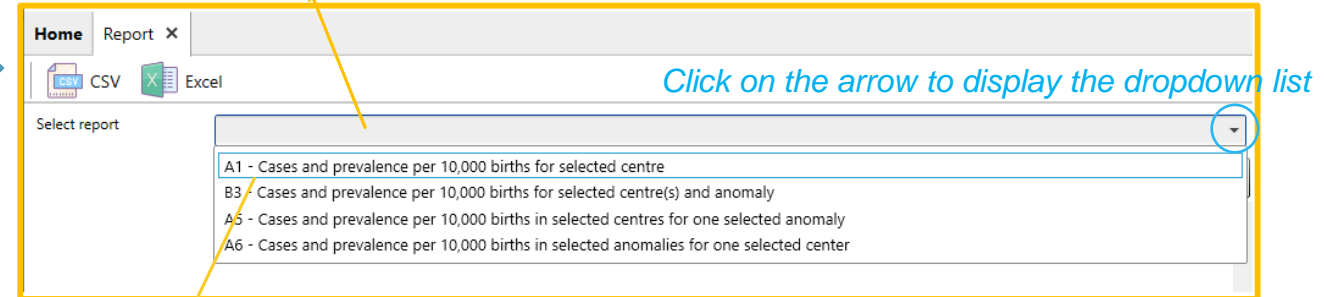 Home Report ×
CSV CSV Excel
Click on the arrow to display the dropdown list
Select report
A1 - Cases and prevalence per 10,000 births for selected centre
B3 - Cases and prevalence per 10,000 births for selected centre(s) and anomaly
A5 - Cases and prevalence per 10,000 births in selected centres for one selected anomaly
A6 - Cases and prevalence per 10,000 births in selected anomalies for one selected center